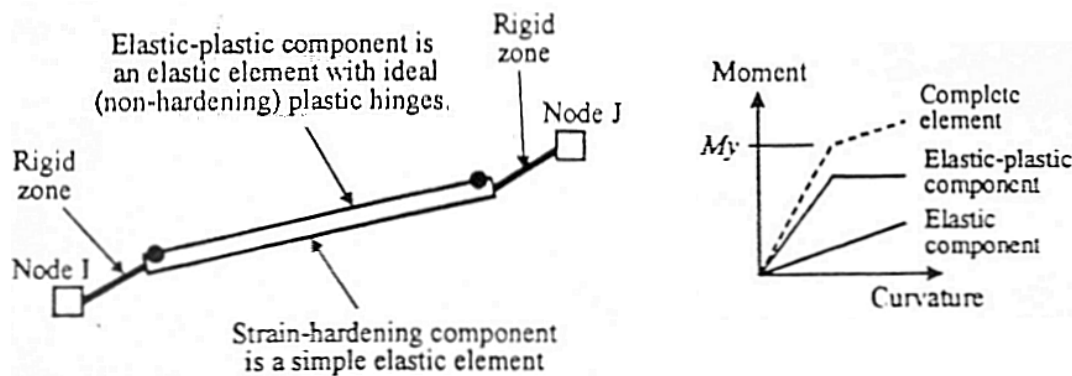 Elastic-plastic component is
an elastic element with ideal
(non-hardening) plastic hinges.
Rigid
zone
Node J
Rigid
zone
Node I
Strain-hardening component
is a simple elastic element
Moment
My
Complete
element
Elastic-plastic
component
Elastic
component
Curvature